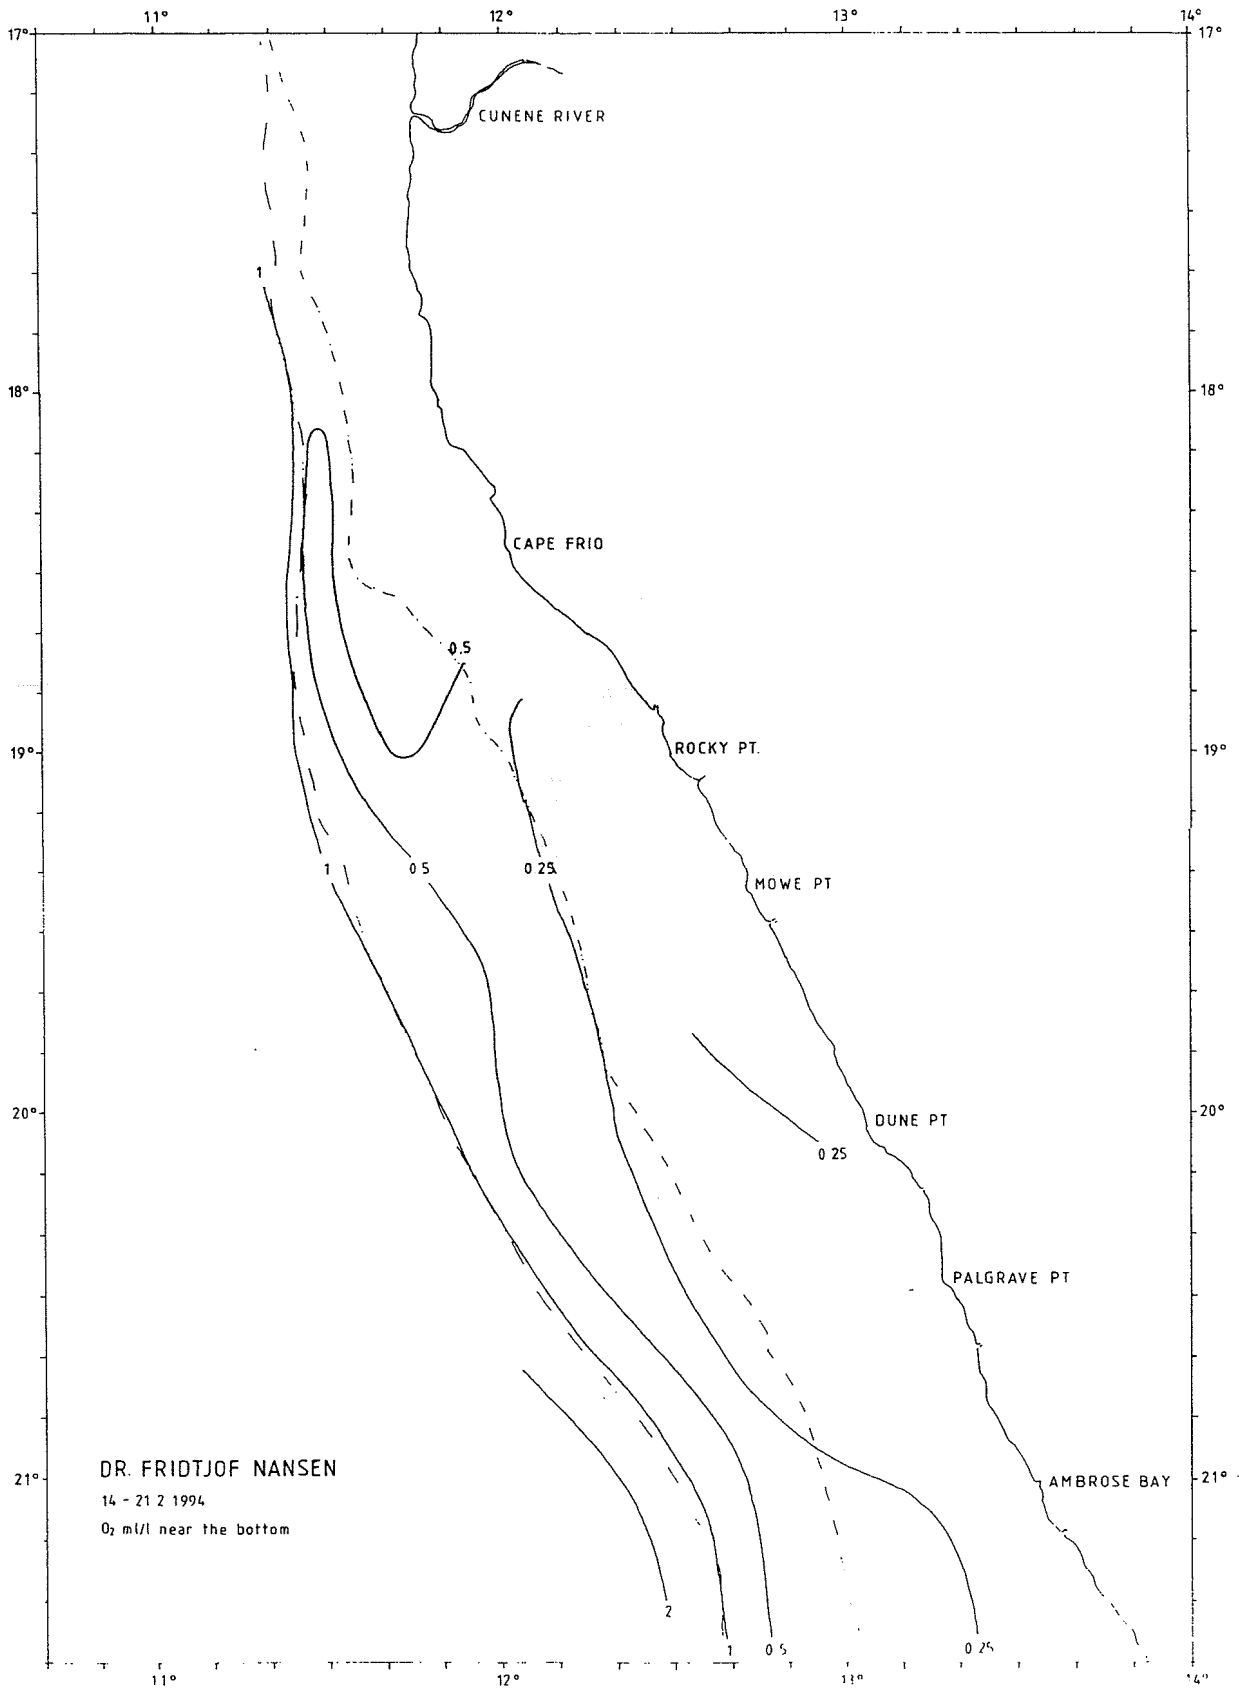 11° 12° 13° 14°
17° 17°
CUNENE RIVER
1
18° 18°
CAPE FRIO
0.5
19° ROCKY PT. 19°
1 0.5 0.25 MOWE PT
20° DUNE PT 20°
0.25
PALGRAVE PT
DR. FRIDTJOF NANSEN
21° AMBROSE BAY 21°
14 - 21 2 1994
O₂ ml/l near the bottom
2
1 0.5 0.25
11° 12° 13° 14°